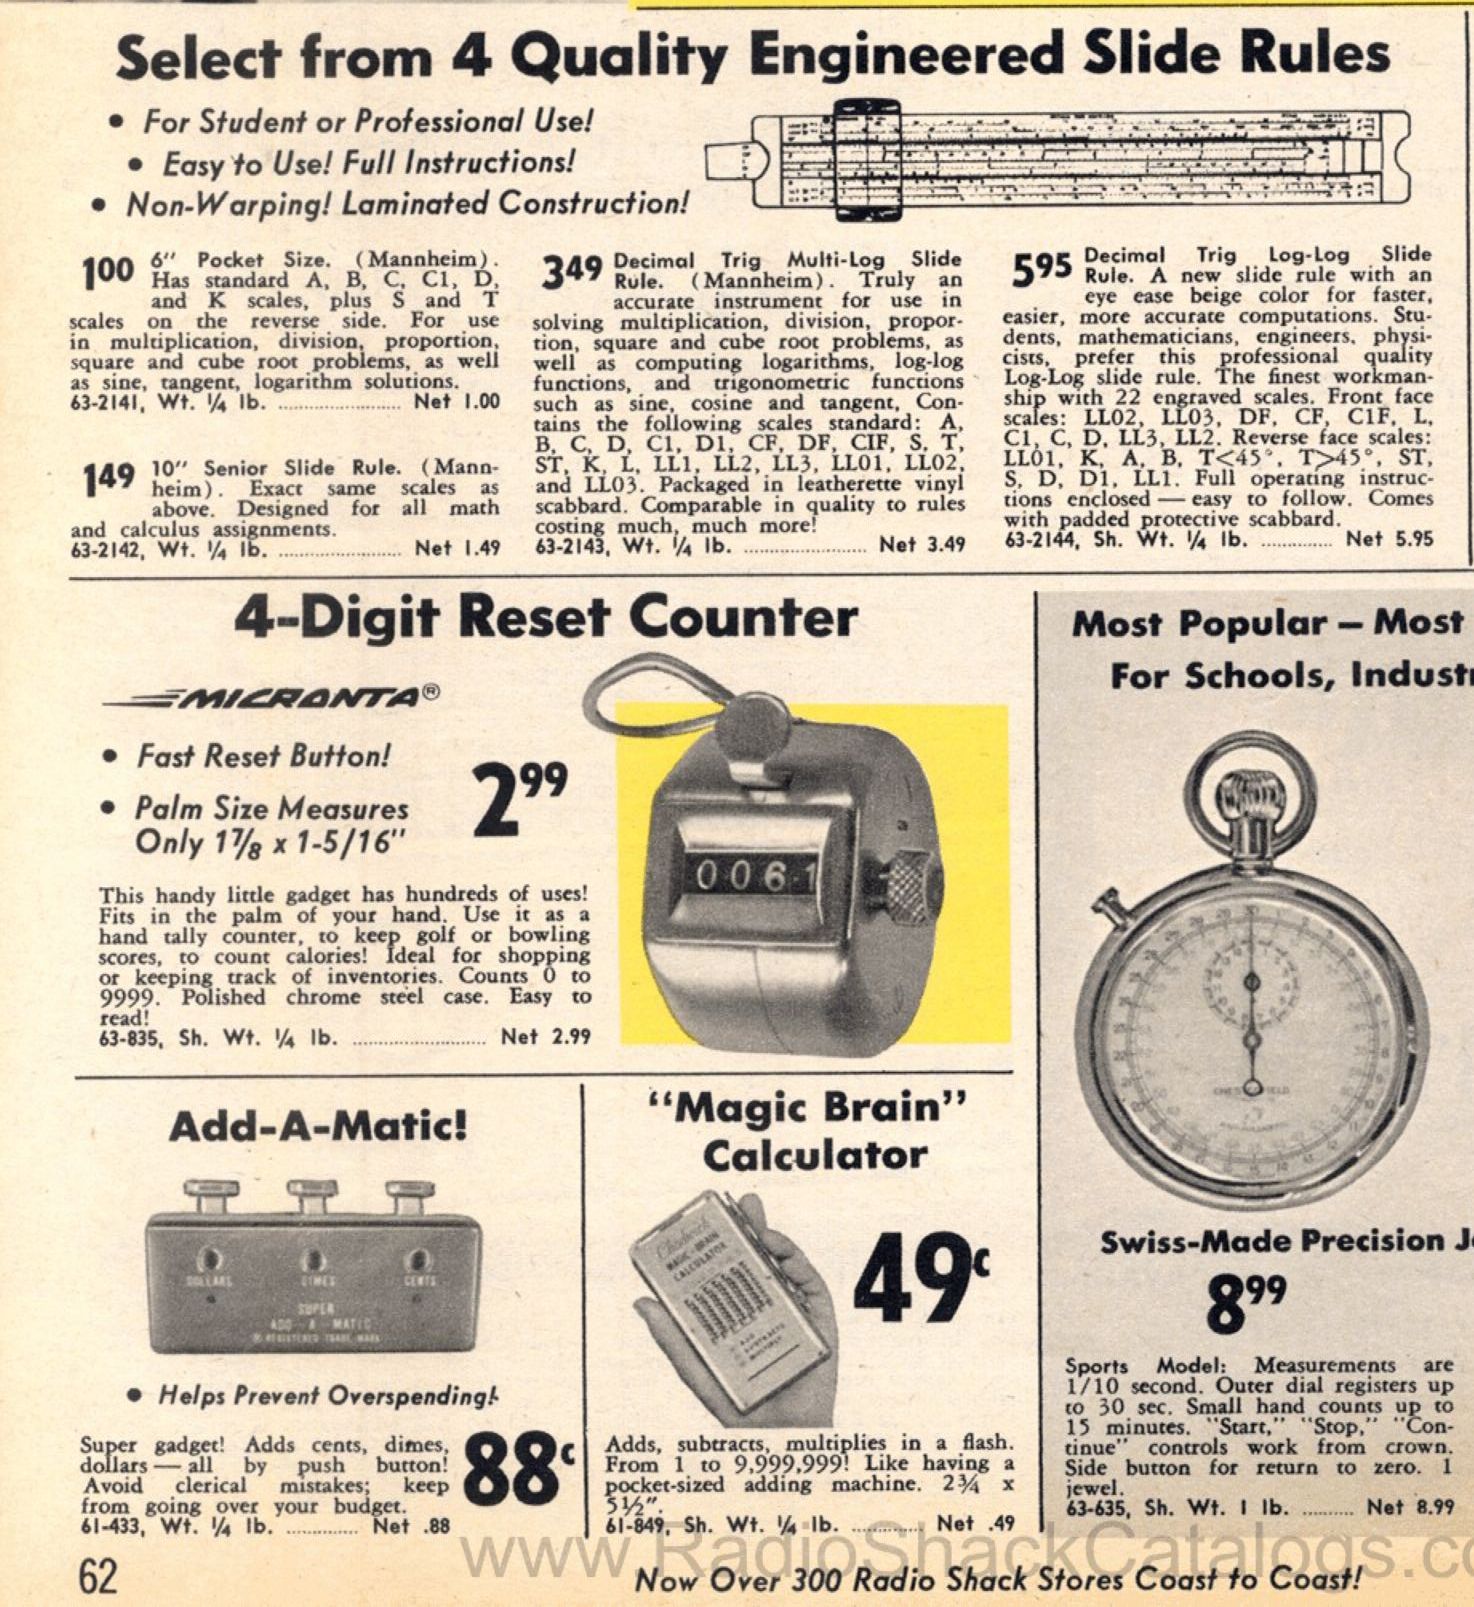 Select from 4 Quality Engineered Slide Rules
• For Student or Professional Use!
• Easy to Use! Full Instructions!
• Non-Warping! Laminated Construction!
100 6" Pocket Size. (Mannheim).
Has standard A, B, C, C1, D,
and K scales, plus S and T
scales on the reverse side. For use
in multiplication, division, proportion,
square and cube root problems, as well
as sine, tangent, logarithm solutions.
63-2141, Wt. ¼ lb. ............ Net 1.00
149 10" Senior Slide Rule. (Mann-
heim). Exact same scales as
above. Designed for all math
and calculus assignments.
63-2142, Wt. ¼ lb. ............ Net 1.49
349 Decimal Trig Multi-Log Slide
Rule. (Mannheim). Truly an
accurate instrument for use in
solving multiplication, division, propor-
tion, square and cube root problems, as
well as computing logarithms, log-log
functions, and trigonometric functions
such as sine, cosine and tangent, Con-
tains the following scales standard: A,
B, C, D, C1, D1, CF, DF, CIF, S, T,
ST, K, L, LL1, LL2, LL3, LL01, LL02,
and LL03. Packaged in leatherette vinyl
scabbard. Comparable in quality to rules
costing much, much more!
63-2143, Wt. ¼ lb. ............ Net 3.49
595 Decimal Trig Log-Log Slide
Rule. A new slide rule with an
eye ease beige color for faster,
easier, more accurate computations. Stu-
dents, mathematicians, engineers, physi-
cists, prefer this professional quality
Log-Log slide rule. The finest workman-
ship with 22 engraved scales. Front face
scales: LL02, LL03, DF, CF, C1F, L,
C1, C, D, LL3, LL2. Reverse face scales:
LL01, K, A, B, T<45°, T>45°, ST,
S, D, D1, LL1. Full operating instruc-
tions enclosed — easy to follow. Comes
with padded protective scabbard.
63-2144, Sh. Wt. ¼ lb. ............ Net 5.95
4-Digit Reset Counter
MICRONTA®
• Fast Reset Button!
• Palm Size Measures
Only 1⅞ x 1-5/16"
299
This handy little gadget has hundreds of uses!
Fits in the palm of your hand. Use it as a
hand tally counter, to keep golf or bowling
scores, to count calories! Ideal for shopping
or keeping track of inventories. Counts 0 to
9999. Polished chrome steel case. Easy to
read!
63-835, Sh. Wt. ¼ lb. ............ Net 2.99
0061
Most Popular — Most
For Schools, Industr
Swiss-Made Precision J
899
Sports Model: Measurements are
1/10 second. Outer dial registers up
to 30 sec. Small hand counts up to
15 minutes. "Start," "Stop," "Con-
tinue" controls work from crown.
Side button for return to zero. 1
jewel.
63-635, Sh. Wt. 1 lb. .......... Net 8.99
Add-A-Matic!
DOLLARS DIMES CENTS
SUPER
ADD - A - MATIC
® REGISTERED TRADE MARK
• Helps Prevent Overspending!
Super gadget! Adds cents, dimes,
dollars — all by push button!
Avoid clerical mistakes; keep
from going over your budget.
61-433, Wt. ¼ lb. ............ Net .88
88¢
"Magic Brain"
Calculator
MAGIC - BRAIN
CALCULATOR
49¢
Adds, subtracts, multiplies in a flash.
From 1 to 9,999,999! Like having a
pocket-sized adding machine. 2¾ x
5½".
61-849, Sh. Wt. ¼ lb. ............ Net .49
62
www.RadioShackCatalogs.co
Now Over 300 Radio Shack Stores Coast to Coast!